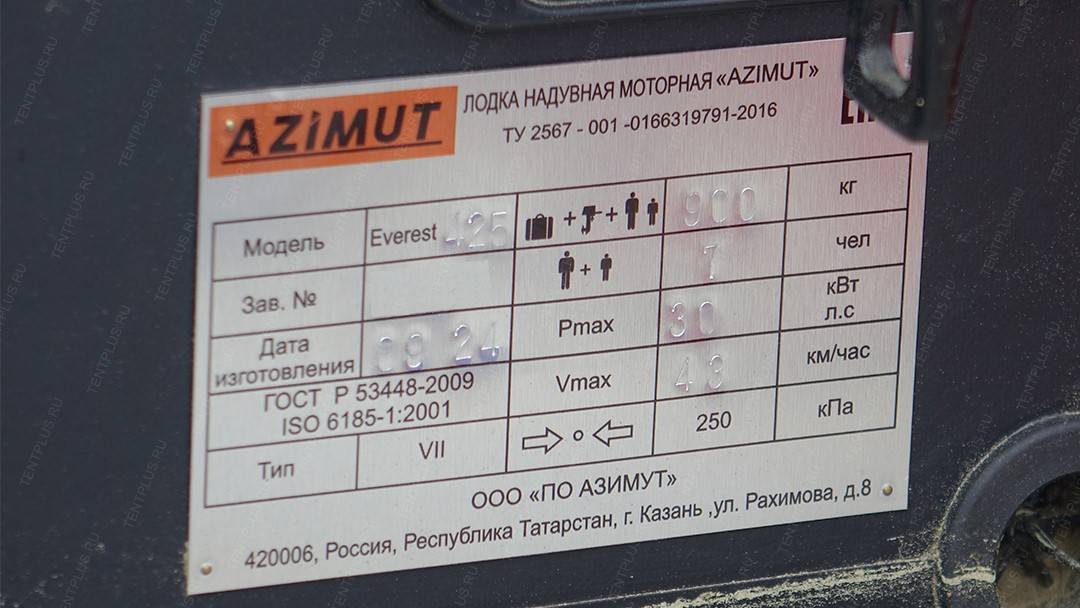 AZIMUT
ЛОДКА НАДУВНАЯ МОТОРНАЯ «AZIMUT»
ТУ 2567 - 001 -0166319791-2016
Модель Everest 425 + + 900 кг
Зав. № + 7 чел
Дата изготовления 09 24 Pmax 30 кВт л.с
ГОСТ Р 53448-2009
ISO 6185-1:2001
Vmax 43 км/час
Тип VII 250 кПа
ООО «ПО АЗИМУТ»
420006, Россия, Республика Татарстан, г. Казань ,ул. Рахимова, д.8
TENTPLUS.RU